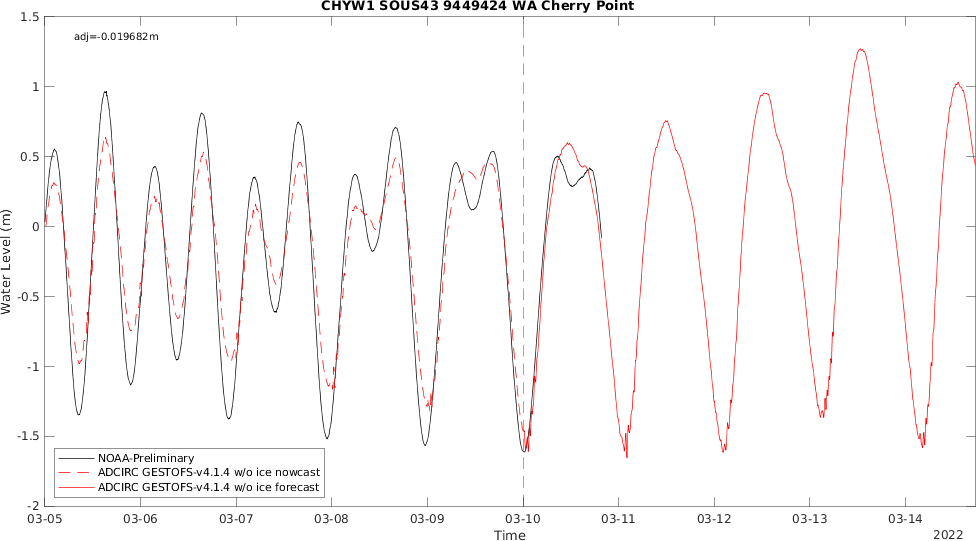 CHYW1 SOUS43 9449424 WA Cherry Point
adj=-0.019682m
1.5
1
0.5
0
-0.5
-1
-1.5
-2
Water Level (m)
NOAA-Preliminary
ADCIRC GESTOFS-v4.1.4 w/o ice nowcast
ADCIRC GESTOFS-v4.1.4 w/o ice forecast
03-05 03-06 03-07 03-08 03-09 03-10 03-11 03-12 03-13 03-14
Time
2022